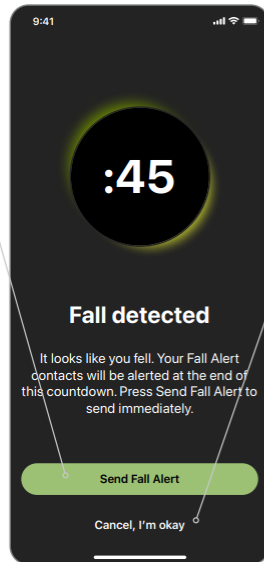 9:41
:45
Fall detected
It looks like you fell. Your Fall Alert
contacts will be alerted at the end of
this countdown. Press Send Fall Alert to
send immediately.
Send Fall Alert
Cancel, I'm okay